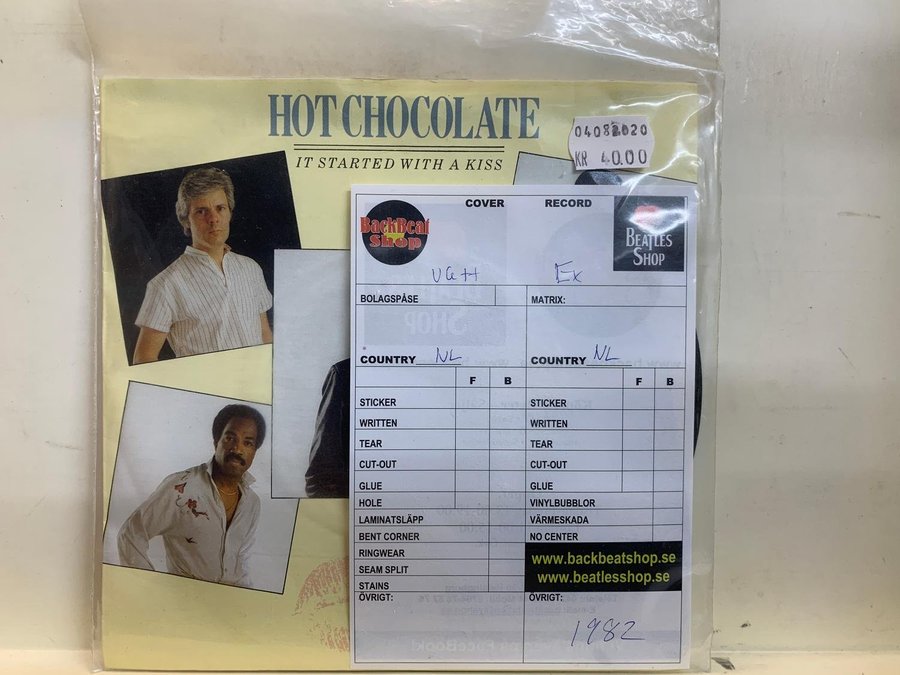 HOT CHOCOLATE
IT STARTED WITH A KISS
04082020
KR 40.00
COVER RECORD
BackBeat
Shop
BEATLES
SHOP
VG++ Ex
BOLAGSPÅSE MATRIX:
COUNTRY NL COUNTRY NL
F B F B
STICKER STICKER
WRITTEN WRITTEN
TEAR TEAR
CUT-OUT CUT-OUT
GLUE GLUE
HOLE VINYLBUBBLOR
LAMINATSLÄPP VÄRMESKADA
BENT CORNER NO CENTER
RINGWEAR
SEAM SPLIT
STAINS
www.backbeatshop.se
www.beatlesshop.se
ÖVRIGT: ÖVRIGT:
1982